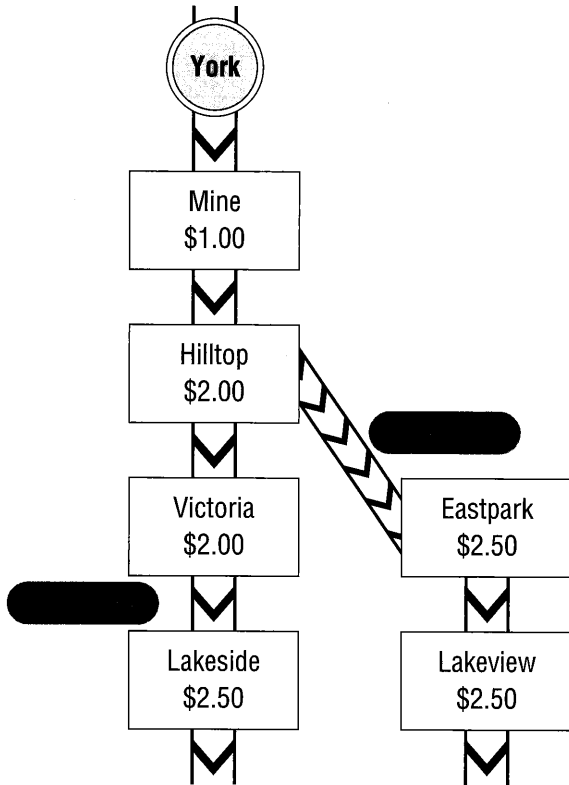 York
Mine
$1.00
Hilltop
$2.00
Victoria
$2.00
Eastpark
$2.50
Lakeside
$2.50
Lakeview
$2.50